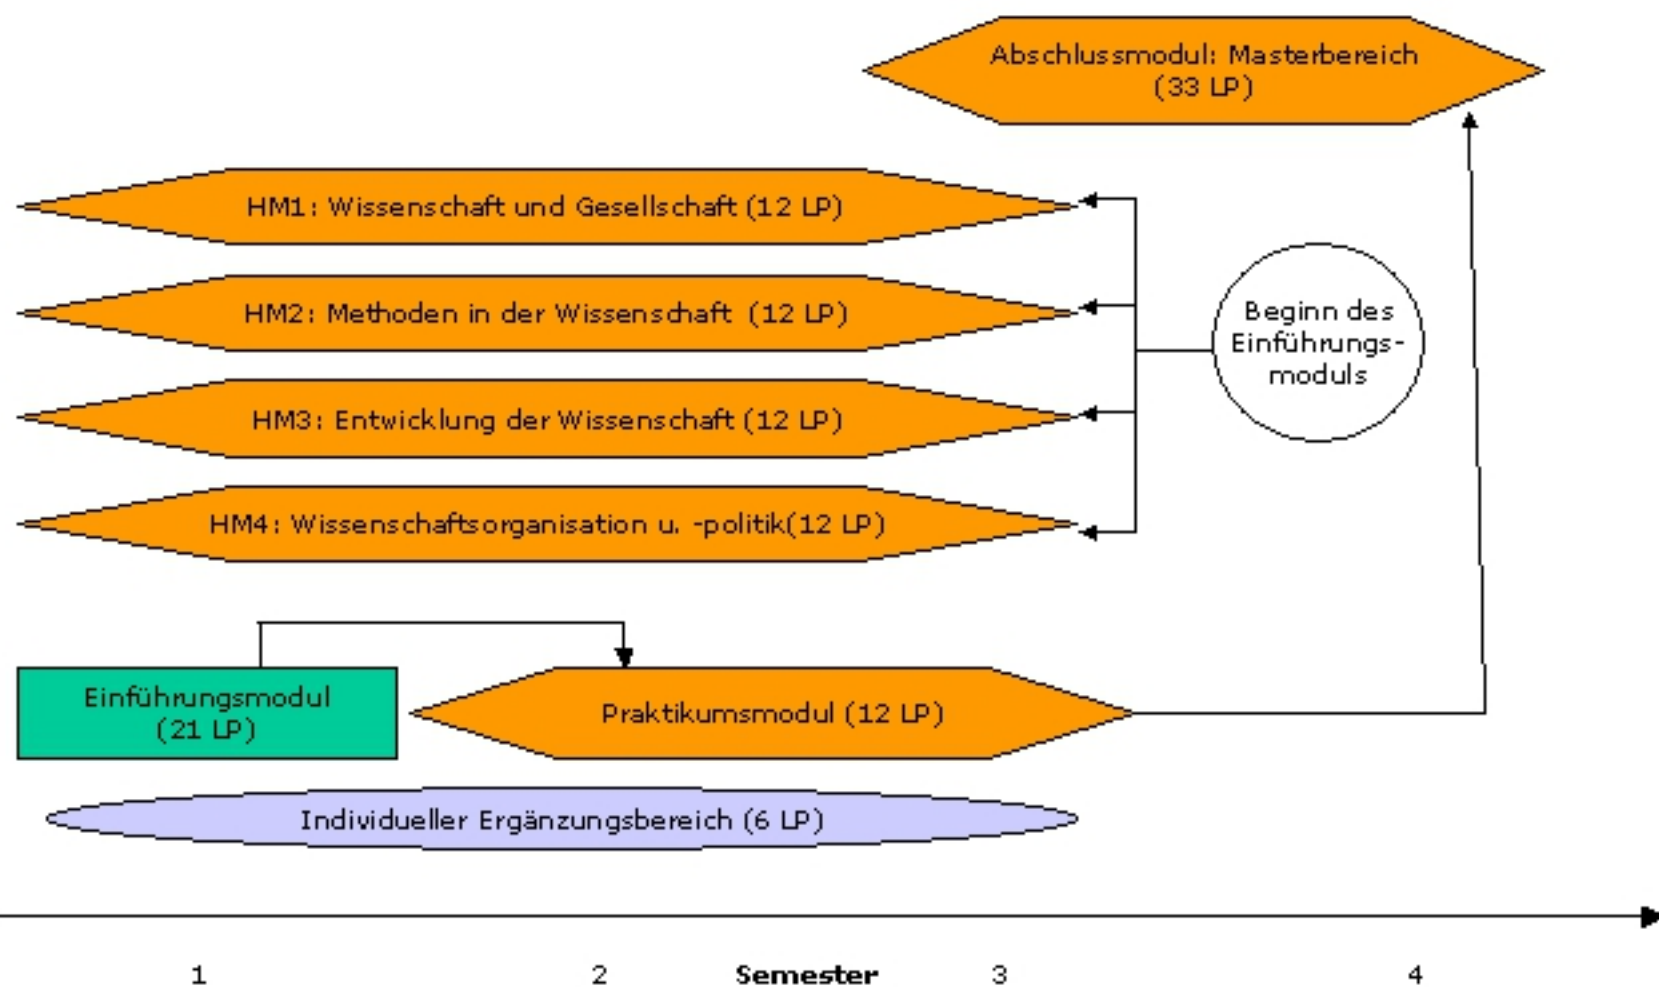 Abschlussmodul: Masterbereich
(33 LP)
HM1: Wissenschaft und Gesellschaft (12 LP)
HM2: Methoden in der Wissenschaft (12 LP)
Beginn des
Einführungs-
moduls
HM3: Entwicklung der Wissenschaft (12 LP)
HM4: Wissenschaftsorganisation u. -politik(12 LP)
Einführungsmodul
(21 LP)
Praktikumsmodul (12 LP)
Individueller Ergänzungsbereich (6 LP)
1 2 Semester 3 4